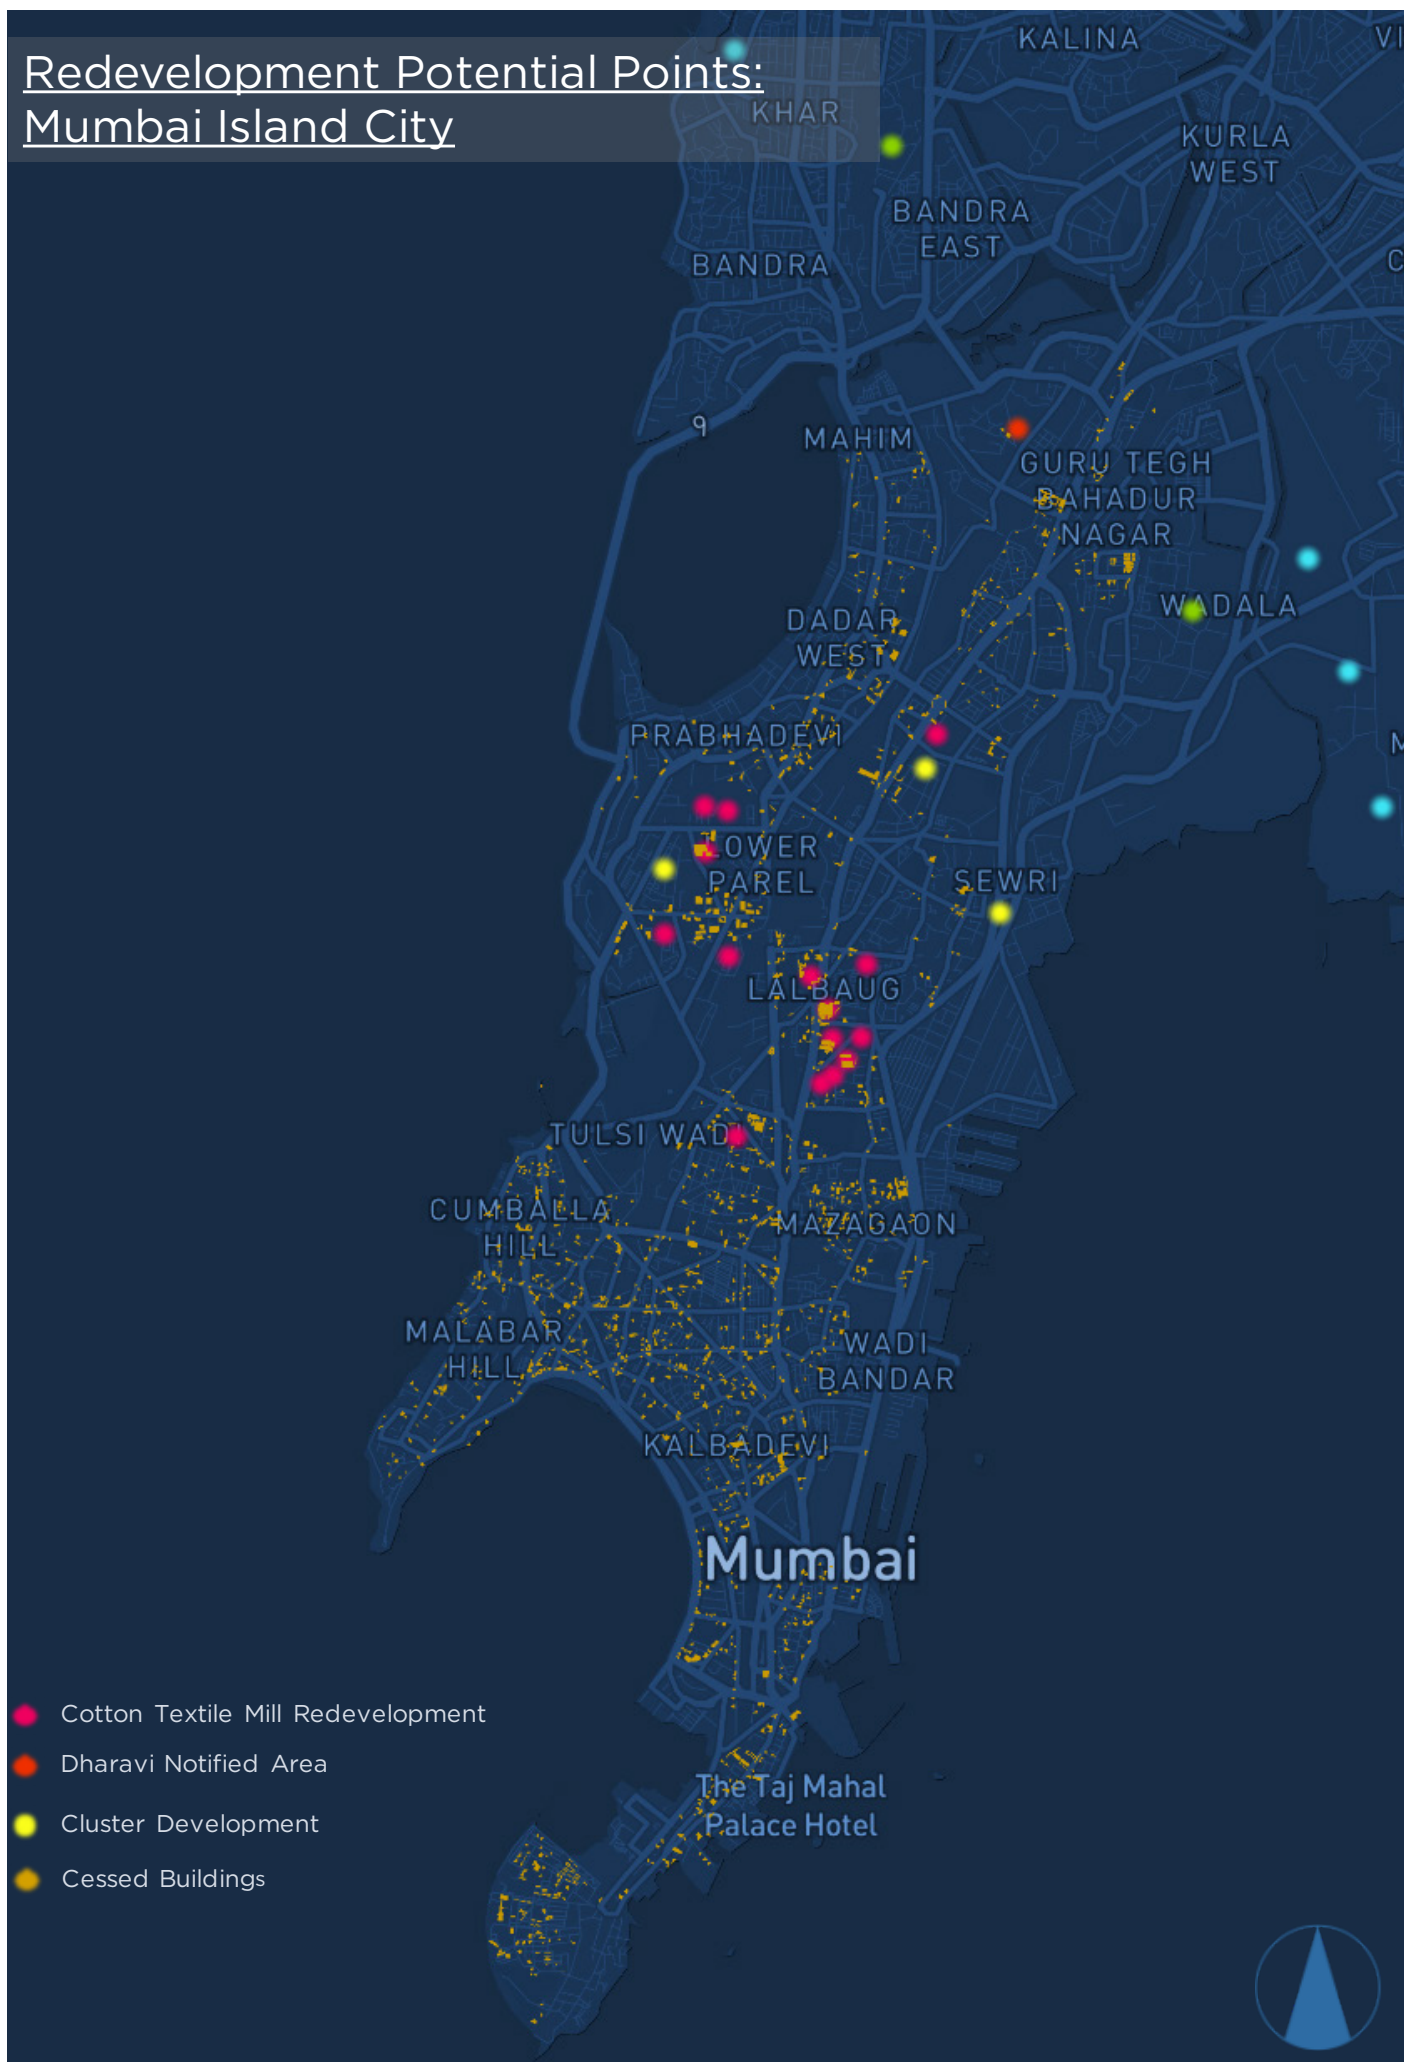 Redevelopment Potential Points:
Mumbai Island City
KALINA
VI
KHAR
KURLA
WEST
BANDRA
EAST
BANDRA
C
9
MAHIM
GURU TEGH
BAHADUR
NAGAR
WADALA
DADAR
WEST
PRABHADEVI
M
LOWER
PAREL
SEWRI
LALBAUG
TULSI WADI
CUMBALLA
HILL
MAZAGAON
MALABAR
HILL
WADI
BANDAR
KALBADEVI
Mumbai
The Taj Mahal
Palace Hotel
Cotton Textile Mill Redevelopment
Dharavi Notified Area
Cluster Development
Cessed Buildings